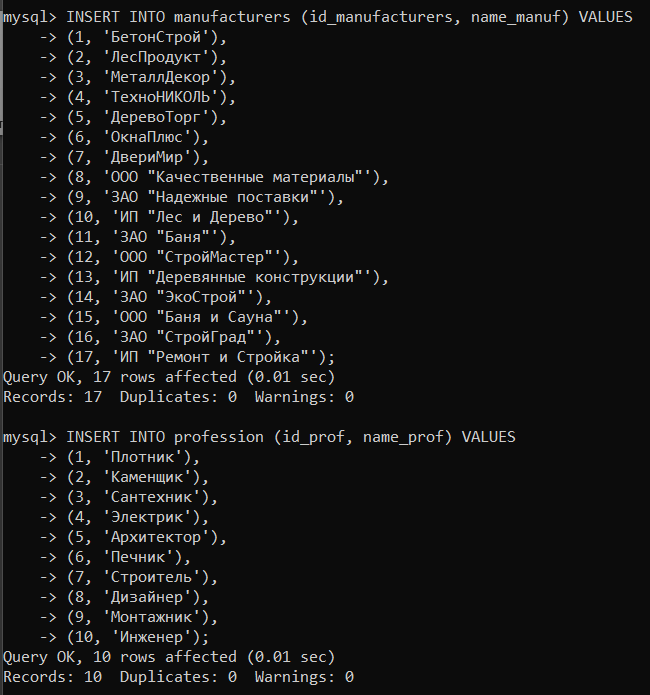 mysql> INSERT INTO manufacturers (id_manufacturers, name_manuf) VALUES
    -> (1, 'БетонСтрой'),
    -> (2, 'ЛесПродукт'),
    -> (3, 'МеталлДекор'),
    -> (4, 'ТехноНИКОЛЬ'),
    -> (5, 'ДеревоТорг'),
    -> (6, 'ОкнаПлюс'),
    -> (7, 'ДвериМир'),
    -> (8, 'ООО "Качественные материалы"'),
    -> (9, 'ЗАО "Надежные поставки"'),
    -> (10, 'ИП "Лес и Дерево"'),
    -> (11, 'ЗАО "Баня"'),
    -> (12, 'ООО "СтройМастер"'),
    -> (13, 'ИП "Деревянные конструкции"'),
    -> (14, 'ЗАО "ЭкоСтрой"'),
    -> (15, 'ООО "Баня и Сауна"'),
    -> (16, 'ЗАО "СтройГрад"'),
    -> (17, 'ИП "Ремонт и Стройка"');
Query OK, 17 rows affected (0.01 sec)
Records: 17  Duplicates: 0  Warnings: 0

mysql> INSERT INTO profession (id_prof, name_prof) VALUES
    -> (1, 'Плотник'),
    -> (2, 'Каменщик'),
    -> (3, 'Сантехник'),
    -> (4, 'Электрик'),
    -> (5, 'Архитектор'),
    -> (6, 'Печник'),
    -> (7, 'Строитель'),
    -> (8, 'Дизайнер'),
    -> (9, 'Монтажник'),
    -> (10, 'Инженер');
Query OK, 10 rows affected (0.01 sec)
Records: 10  Duplicates: 0  Warnings: 0